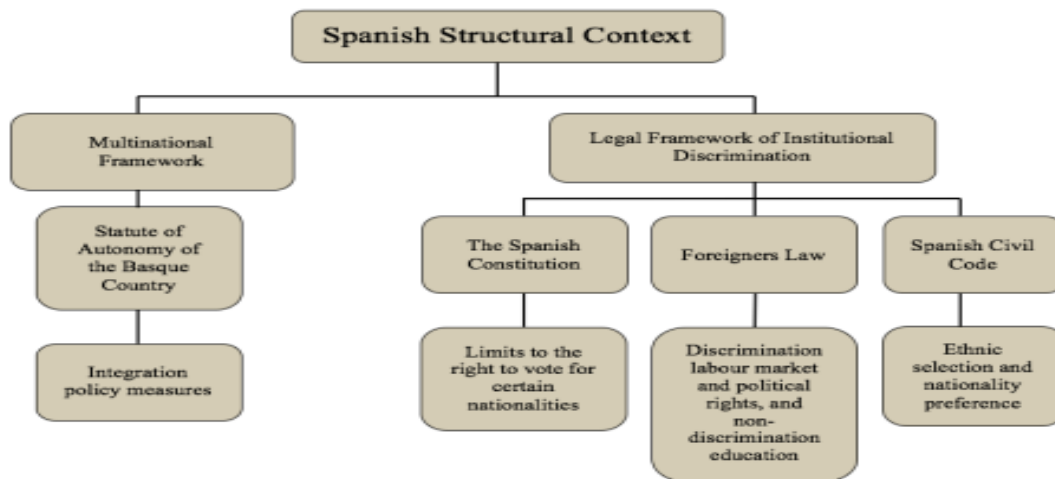 Spanish Structural Context
Multinational
Framework
Legal Framework of Institutional
Discrimination
Statute of
Autonomy of
the Basque
Country
The Spanish
Constitution
Foreigners Law
Spanish Civil
Code
Integration
policy measures
Limits to the
right to vote for
certain
nationalities
Discrimination
labour market
and political
rights, and
non-
discrimination
education
Ethnic
selection and
nationality
preference